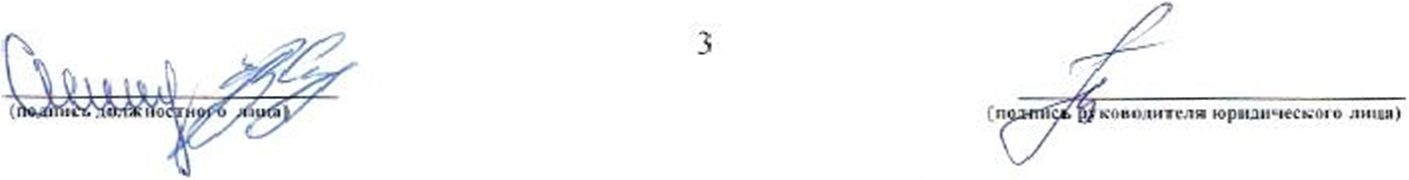 3
(подпись должностного лица)
(подпись руководителя юридического лица)